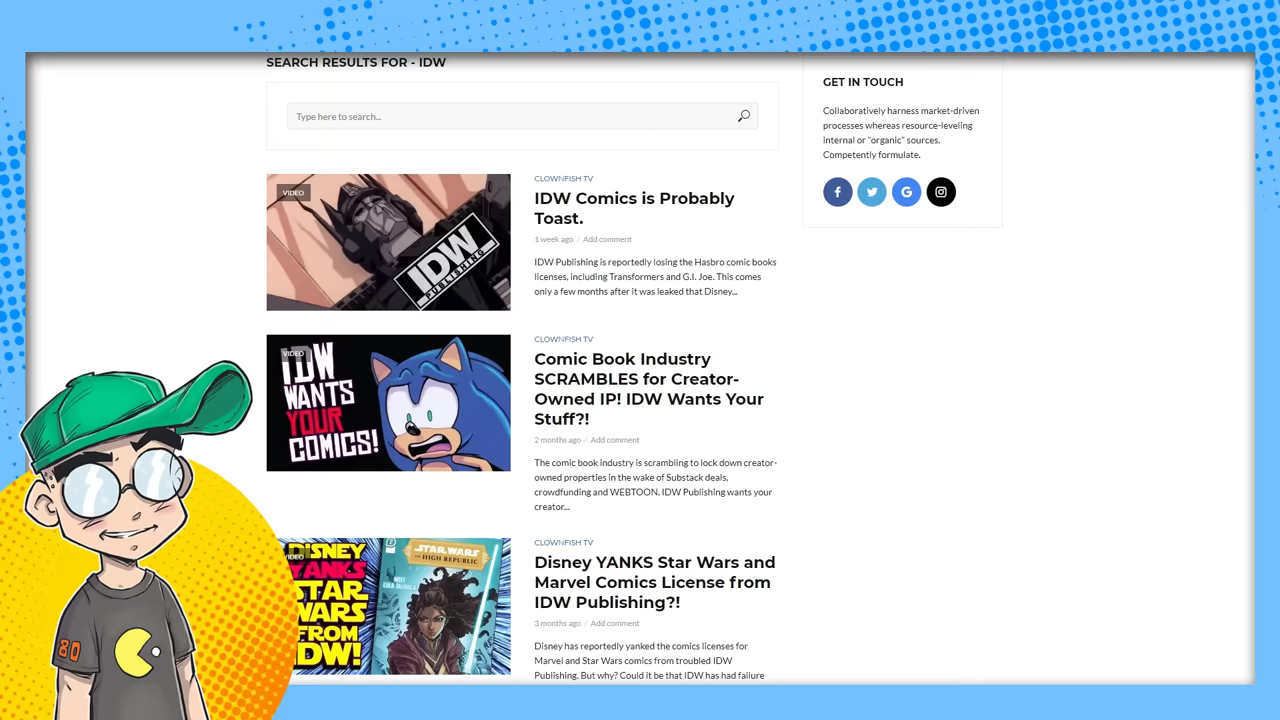 SEARCH RESULTS FOR - IDW
Type here to search...
VIDEO
IDW
PUBLISHING
CLOWNFISH TV
IDW Comics is Probably
Toast.
1 week ago / Add comment
IDW Publishing is reportedly losing the Hasbro comic books
licenses, including Transformers and G.I. Joe. This comes
only a few months after it was leaked that Disney...
VIDEO
IDW
WANTS
YOUR
COMICS!
CLOWNFISH TV
Comic Book Industry
SCRAMBLES for Creator-
Owned IP! IDW Wants Your
Stuff?!
2 months ago / Add comment
The comic book industry is scrambling to lock down creator-
owned properties in the wake of Substack deals,
crowdfunding and WEBTOON. IDW Publishing wants your
creator...
VIDEO
DISNEY
YANKS
STAR
WARS
FROM
IDW!
STAR WARS
THE HIGH REPUBLIC
CLOWNFISH TV
Disney YANKS Star Wars and
Marvel Comics License from
IDW Publishing?!
3 months ago / Add comment
Disney has reportedly yanked the comics licenses for
Marvel and Star Wars comics from troubled IDW
Publishing. But why? Could it be that IDW has had failure
GET IN TOUCH
Collaboratively harness market-driven
processes whereas resource-leveling
internal or "organic" sources.
Competently formulate.
80